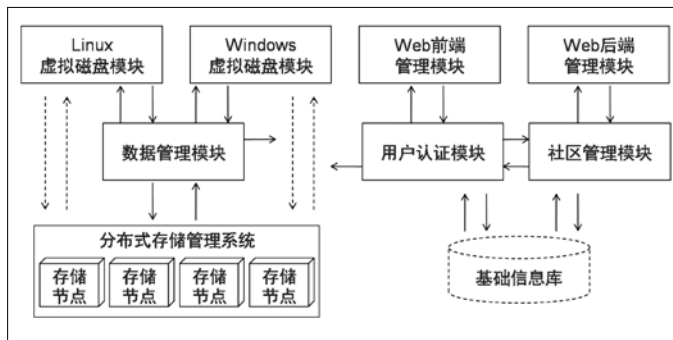 Linux
虚拟磁盘模块
Windows
虚拟磁盘模块
Web前端
管理模块
Web后端
管理模块
数据管理模块
用户认证模块
社区管理模块
分布式存储管理系统
存储
节点
存储
节点
存储
节点
存储
节点
基础信息库